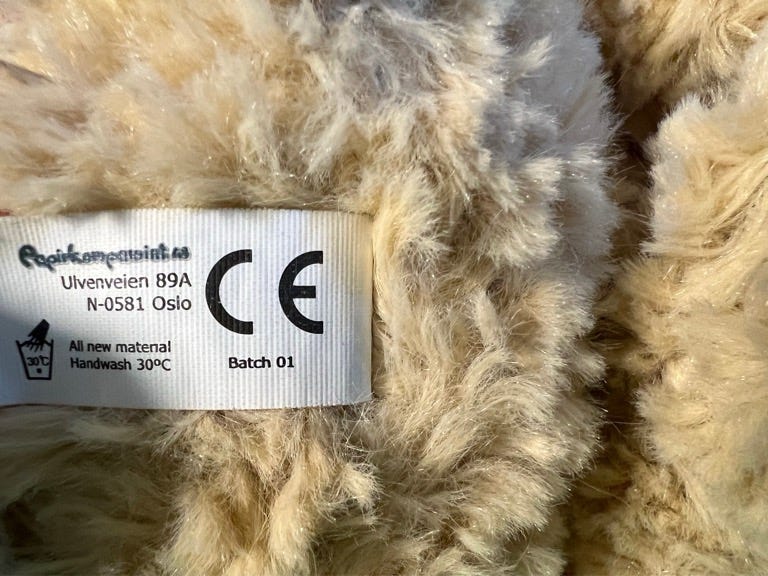 Ulvenveien 89A
N-0581 Oslo
CE
30°C
All new material
Handwash 30ºC
Batch 01